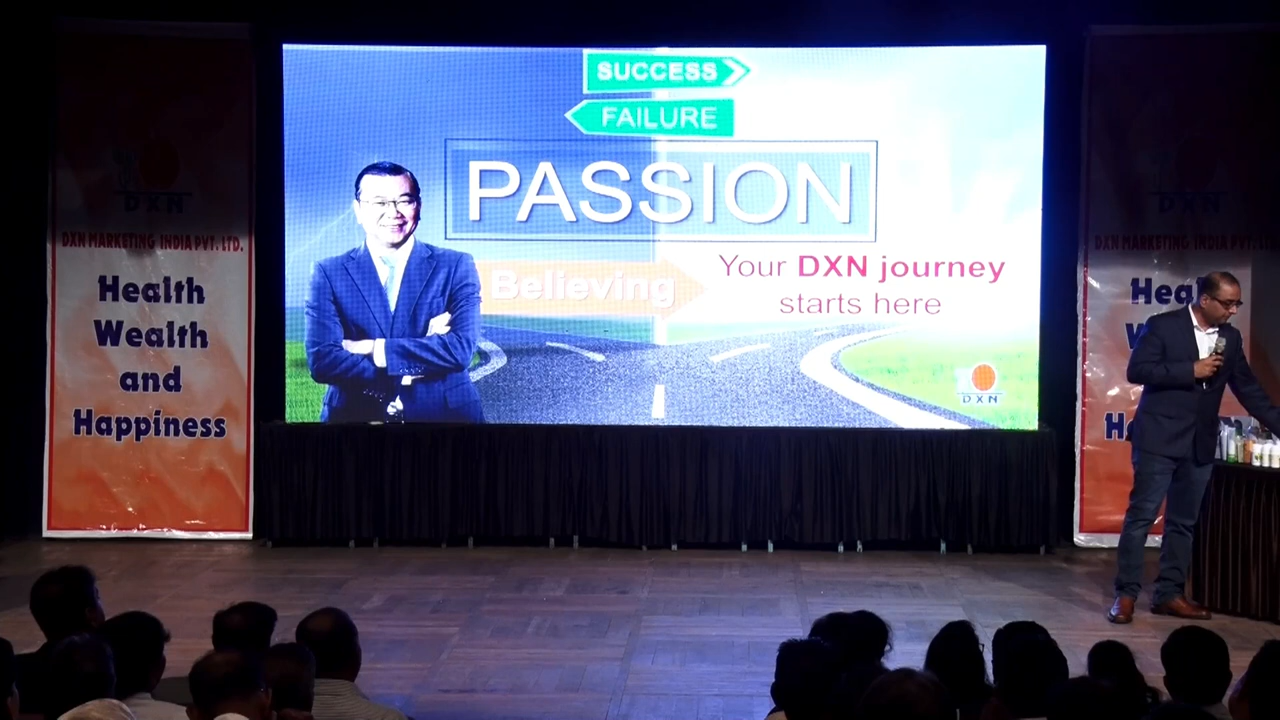 SUCCESS
FAILURE
PASSION
Believing
Your DXN journey
starts here
DXN
DXN
DXN MARKETING INDIA PVT. LTD.
Health
Wealth
and
Happiness
DXN
DXN MARKETING INDIA PVT. LTD.